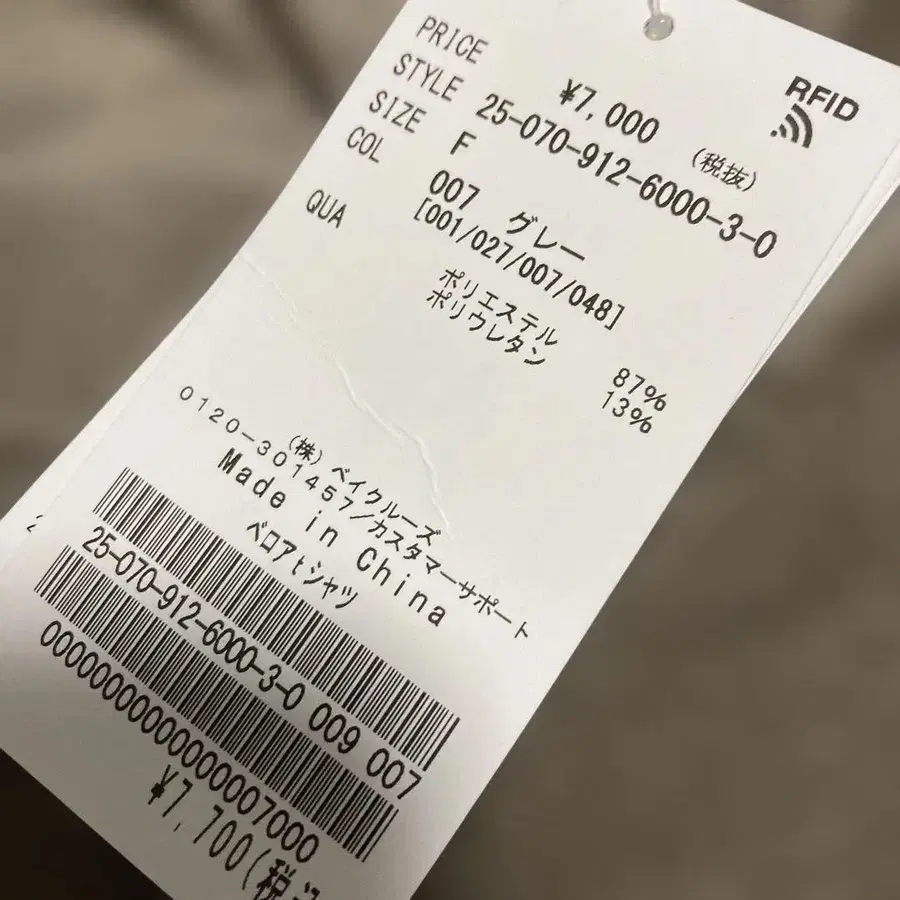 RFID
PRICE ¥7,000 (税抜)
STYLE 25-070-912-6000-3-0
SIZE F
COL 007 グレー
[001/027/007/048]
QUA ポリエステル 87%
ポリウレタン 13%
(株)ベイクルーズ
0120-301457/カスタマーサポート
Made in China
ベロアtシャツ
25-070-912-6000-3-0 009 007
0000000000000007000
¥7,700(税